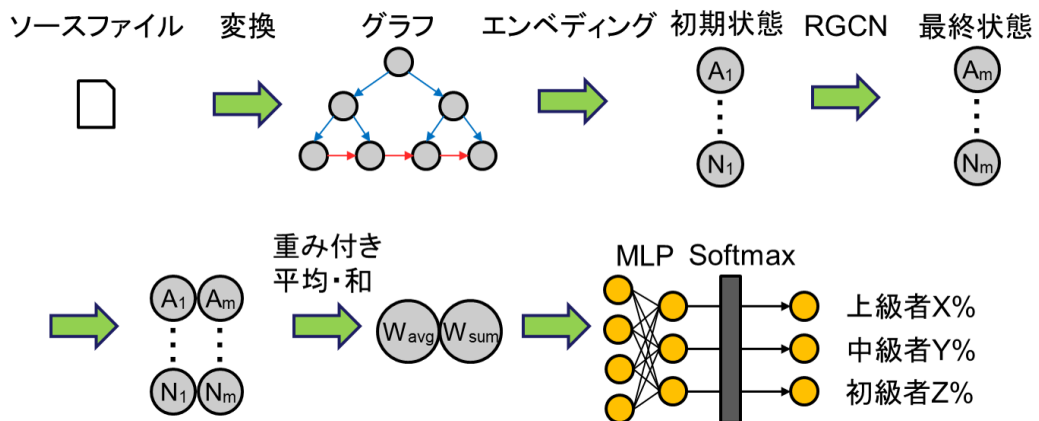 ソースファイル
変換
グラフ
エンベディング
初期状態
RGCN
最終状態
A1
N1
Am
Nm
A1
Am
N1
Nm
重み付き
平均・和
Wavg
Wsum
MLP
Softmax
上級者X%
中級者Y%
初級者Z%